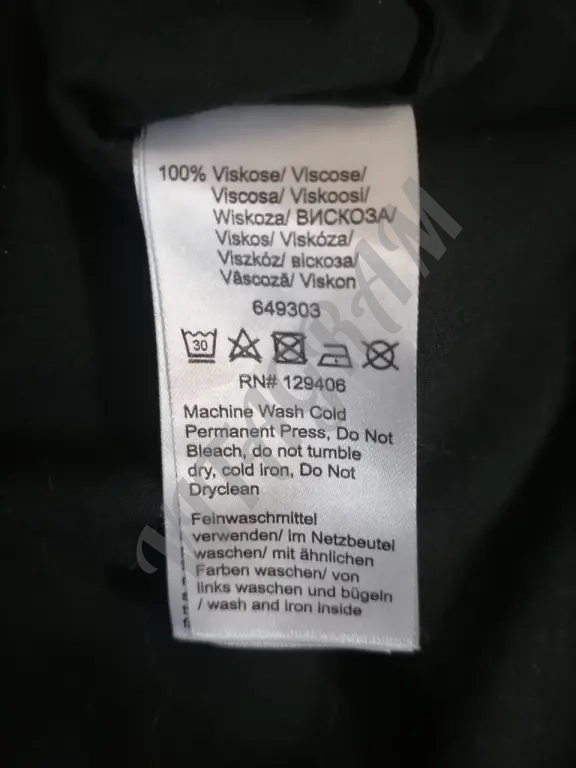 100% Viskose/ Viscose/
Viscosa/ Viskoosi/
Wiskoza/ ВИСКОЗА/
Viskos/ Viskóza/
Viszkóz/ віскоза/
Vâscoză/ Viskon
649303
30
RN# 129406
Machine Wash Cold
Permanent Press, Do Not
Bleach, do not tumble
dry, cold iron, Do Not
Dryclean
Feinwaschmittel
verwenden/ im Netzbeutel
waschen/ mit ähnlichen
Farben waschen/ von
links waschen und bügeln
/ wash and iron inside